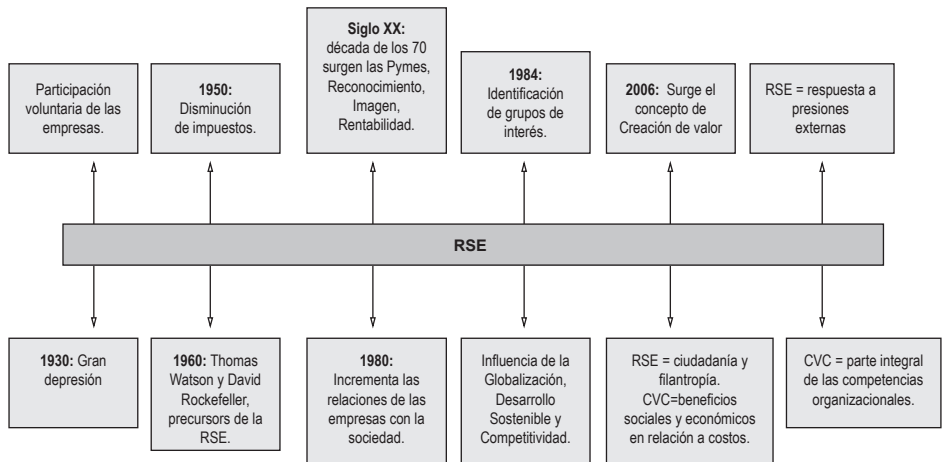 Participación
voluntaria de las
empresas.
1950:
Disminución
de impuestos.
Siglo XX:
década de los 70
surgen las Pymes,
Reconocimiento,
Imagen,
Rentabilidad.
1984:
Identificación
de grupos de
interés.
2006: Surge el
concepto de
Creación de valor
RSE = respuesta a
presiones
externas
RSE
1930: Gran
depresión
1960: Thomas
Watson y David
Rockefeller,
precursors de la
RSE.
1980:
Incrementa las
relaciones de las
empresas con la
sociedad.
Influencia de la
Globalización,
Desarrollo
Sostenible y
Competitividad.
RSE = ciudadanía y
filantropía.
CVC=beneficios
sociales y económicos
en relación a costos.
CVC = parte integral
de las competencias
organizacionales.